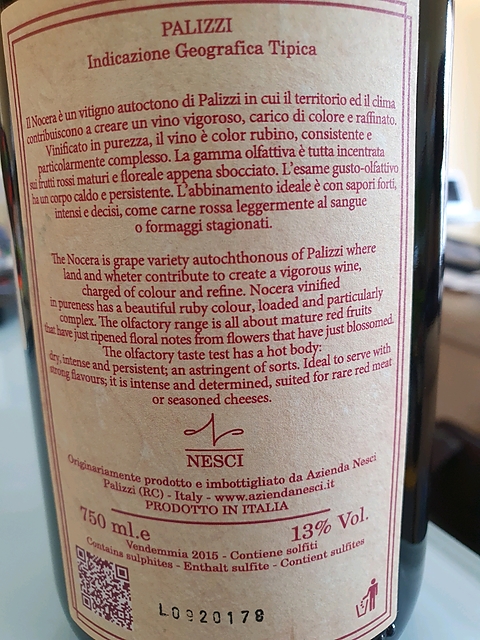 PALIZZI
Indicazione Geografica Tipica
Il Nocera è un vitigno autoctono di Palizzi in cui il territorio ed il clima
contribuiscono a creare un vino vigoroso, carico di colore e raffinato.
Vinificato in purezza, il vino è color rubino, consistente e
particolarmente complesso. La gamma olfattiva è tutta incentrata
sui frutti rossi maturi e floreale appena sbocciato. L'esame gusto-olfattivo
ha un corpo caldo e persistente. L'abbinamento ideale è con sapori forti,
intensi e decisi, come carne rossa leggermente al sangue
o formaggi stagionati.
The Nocera is grape variety autochthonous of Palizzi where
land and wheter contribute to create a vigorous wine,
charged of colour and refine. Nocera vinified
in pureness has a beautiful ruby colour, loaded and particularly
complex. The olfactory range is all about mature red fruits
that have just ripened floral notes from flowers that have just blossomed.
The olfactory taste test has a hot body:
dry, intense and persistent; an astringent of sorts. Ideal to serve with
strong flavours; it is intense and determined, suited for rare red meat
or seasoned cheeses.
NESCI
Originariamente prodotto e imbottigliato da Azienda Nesci
Palizzi (RC) - Italy - www.aziendanesci.it
PRODOTTO IN ITALIA
750 ml.e 13% Vol.
Vendemmia 2015 - Contiene solfiti
Contains sulphites - Enthalt sulfite - Contient sulfites
L0920178